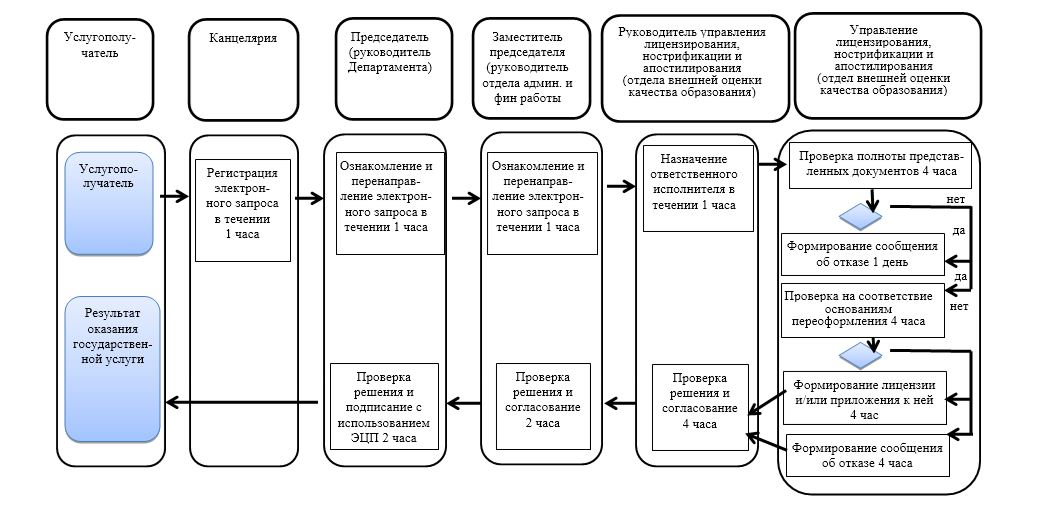 Услугополу-
чатель
Канцелярия
Председатель
(руководитель
Департамента)
Заместитель
председателя
(руководитель
отдела админ. и
фин работы
Руководитель управления
лицензирования,
нострификации и
апостилирования
(отдела внешней оценки
качества образования)
Управление
лицензирования,
нострификации и
апостилирования
(отдел внешней оценки
качества образования)
Услугопо-
лучатель
Регистрация
электрон-
ного запроса
в течении
1 часа
Ознакомление и
перенаправ-
ление электрон-
ного запроса в
течении 1 часа
Ознакомление и
перенаправ-
ление электрон-
ного запроса в
течении 1 часа
Назначение
ответственного
исполнителя в
течении 1 часа
Проверка полноты представ-
ленных документов 4 часа
нет
да
Формирование сообщения
об отказе 1 день
да
Проверка на соответствие
основаниям
переоформления 4 часа
нет
Формирование лицензии
и/или приложения к ней
4 час
Формирование сообщения
об отказе 4 часа
Проверка
решения и
согласование
4 часа
Проверка
решения и
согласование
2 часа
Проверка
решения и
подписание с
использованием
ЭЦП 2 часа
Результат
оказания
государствен-
ной услуги